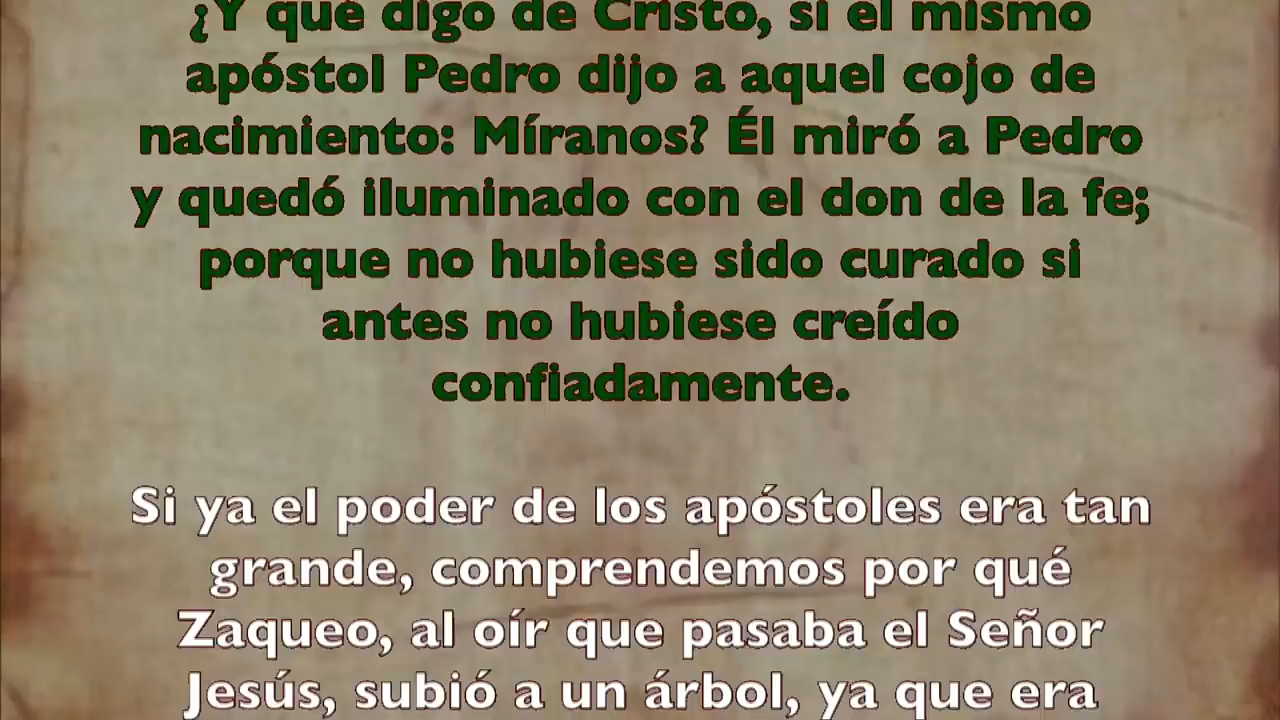 ¿Y qué digo de Cristo, si el mismo
apóstol Pedro dijo a aquel cojo de
nacimiento: Míranos? Él miró a Pedro
y quedó iluminado con el don de la fe;
porque no hubiese sido curado si
antes no hubiese creído
confiadamente.
Si ya el poder de los apóstoles era tan
grande, comprendemos por qué
Zaqueo, al oír que pasaba el Señor
Jesús, subió a un árbol, ya que era